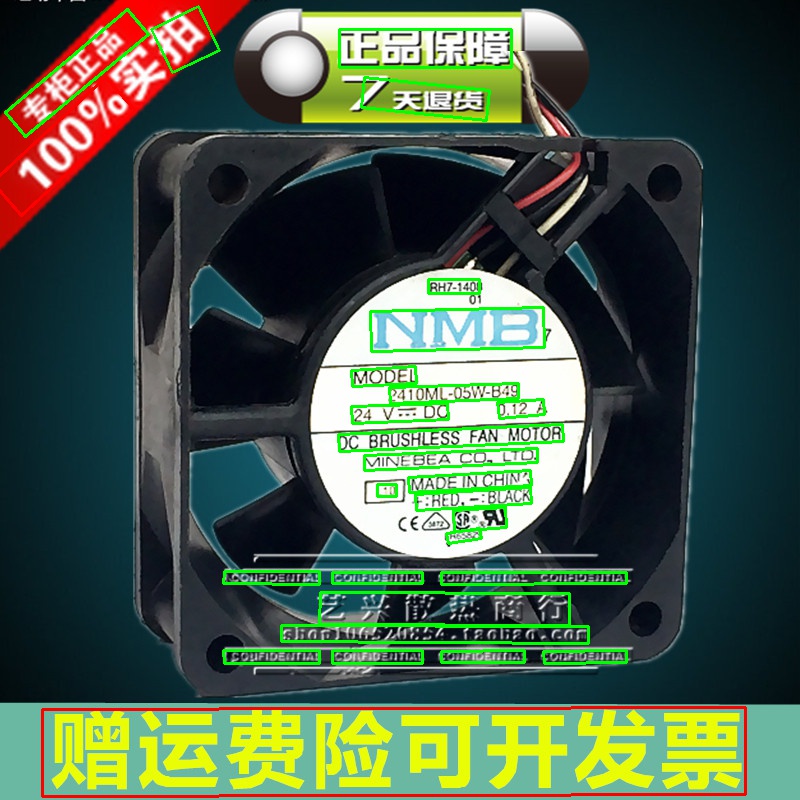 专柜正品
100%实拍
正品保障
7天退货
RH7-1400
01
NMB
MODEL
2410ML-05W-B49
24 V DC 0.12 A
DC BRUSHLESS FAN MOTOR
MINEBEA CO., LTD.
MADE IN CHINA
+:RED, -:BLACK
CONFIDENTIAL CONFIDENTIAL CONFIDENTIAL CONFIDENTIAL
艺兴散热商行
shop106520854.taobao.com
CONFIDENTIAL CONFIDENTIAL CONFIDENTIAL CONFIDENTIAL
赠运费险可开发票